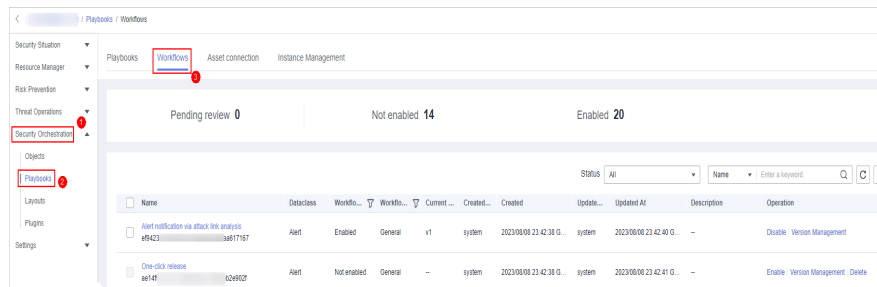 / Playbooks / Workflows
Security Situation
Resource Manager
Risk Prevention
Threat Operations
1
Security Orchestration
Objects
Playbooks 2
Layouts
Plugins
Settings
Playbooks Workflows Asset connection Instance Management
3
Pending review 0 Not enabled 14 Enabled 20
Status All Name Enter a keyword
Name Dataclass Workflo... Workflo... Current ... Created... Created Update... Updated At Description Operation
Alert notification via attack link analysis
ef9423 aa617167
Alert Enabled General v1 system 2023/08/08 23:42:38 G... system 2023/08/08 23:42:40 G... -- Disable Version Management
One-click release
ae14f b2e902f
Alert Not enabled General -- system 2023/08/08 23:42:38 G... system 2023/08/08 23:42:41 G... -- Enable Version Management Delete